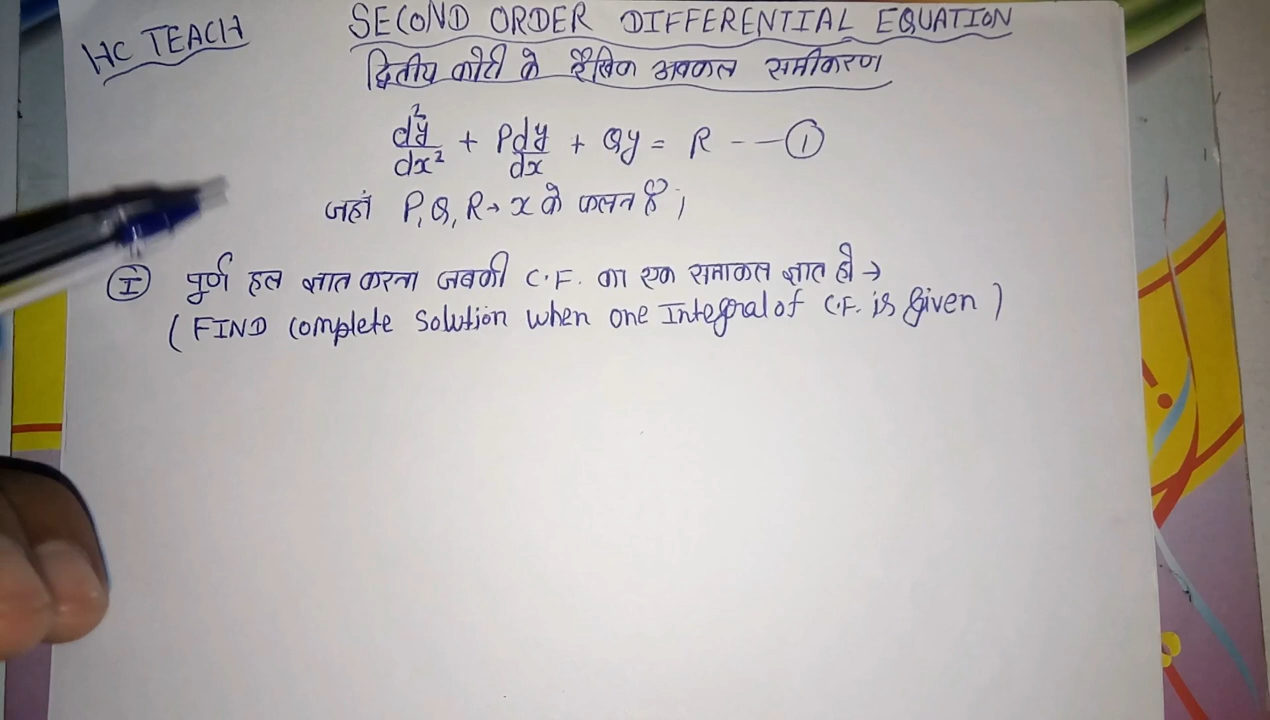 HC TEACH
SECOND ORDER DIFFERENTIAL EQUATION
द्वितीय कोटी के रैखिक अवकल समीकरण
d²y/dx² + P dy/dx + Qy = R --- ①
जहाँ P, Q, R → x के फलन है ;
Ⓘ पूर्ण हल ज्ञात करना जबकी C.F. का एक समाकल ज्ञात हो →
( FIND complete Solution when one Integral of C.F. is given )